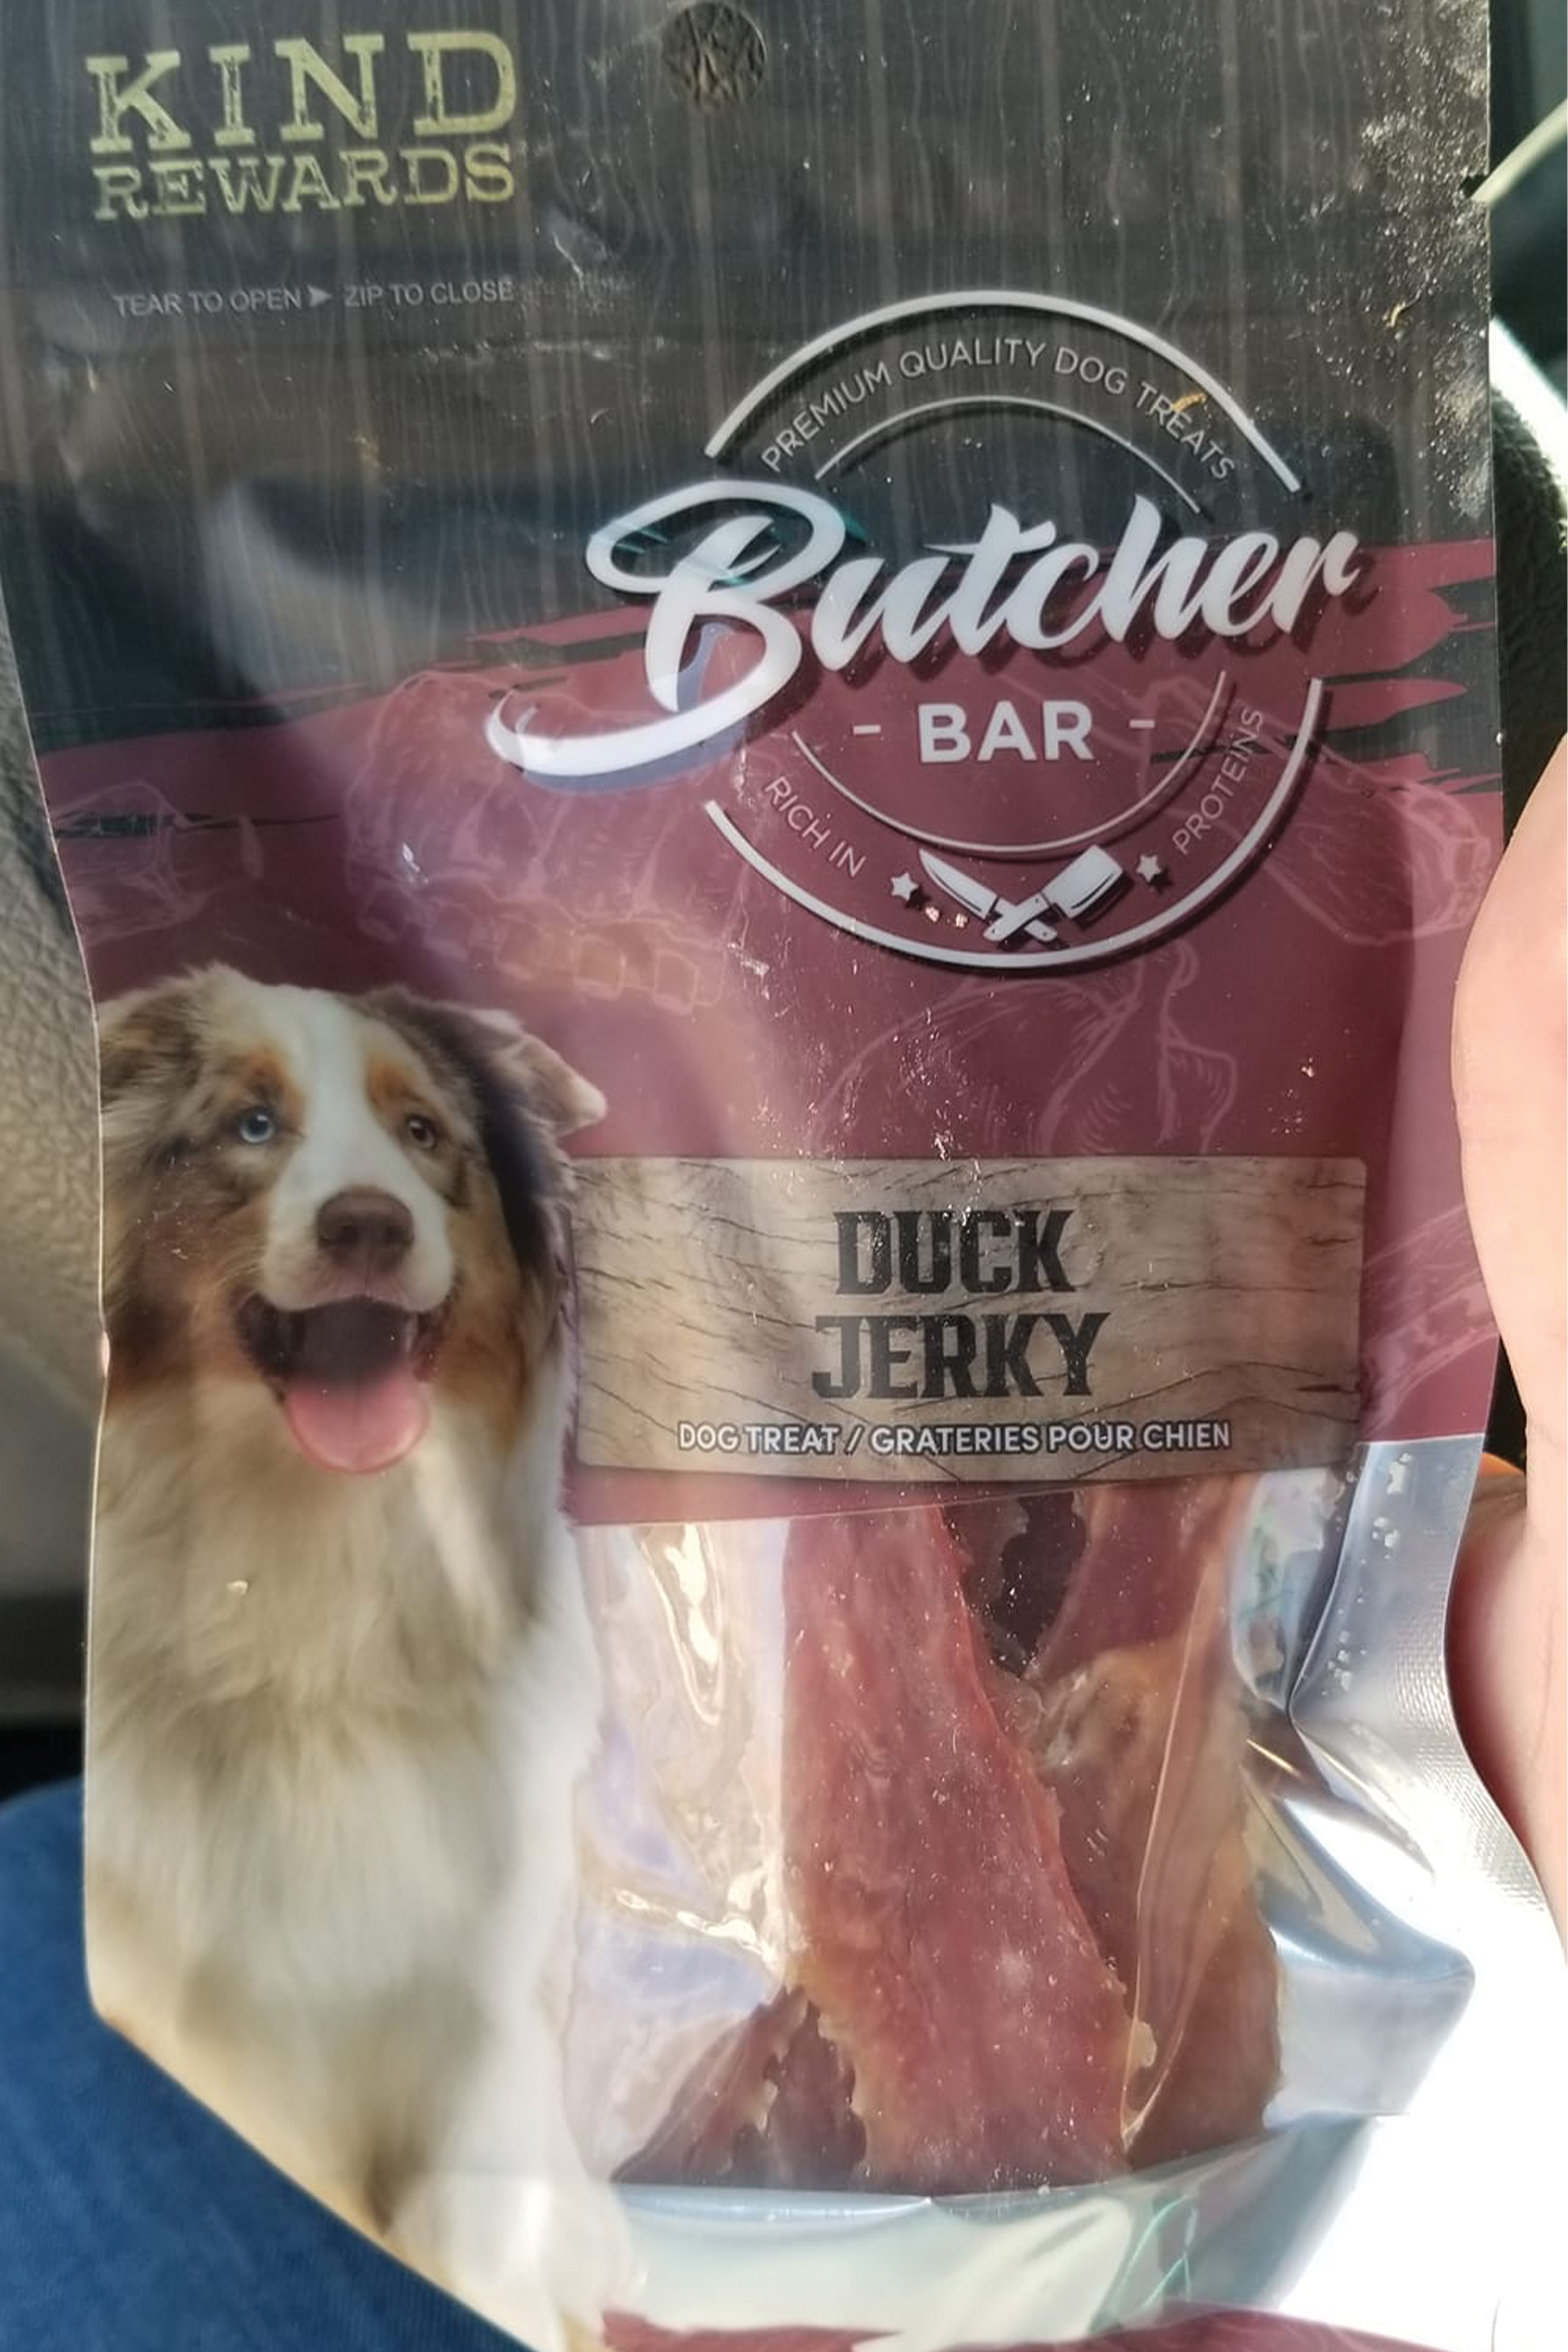 KIND
REWARDS
TEAR TO OPEN ▶ ZIP TO CLOSE
PREMIUM QUALITY DOG TREATS
Butcher
- BAR -
RICH IN PROTEINS
DUCK
JERKY
DOG TREAT / GRATERIES POUR CHIEN